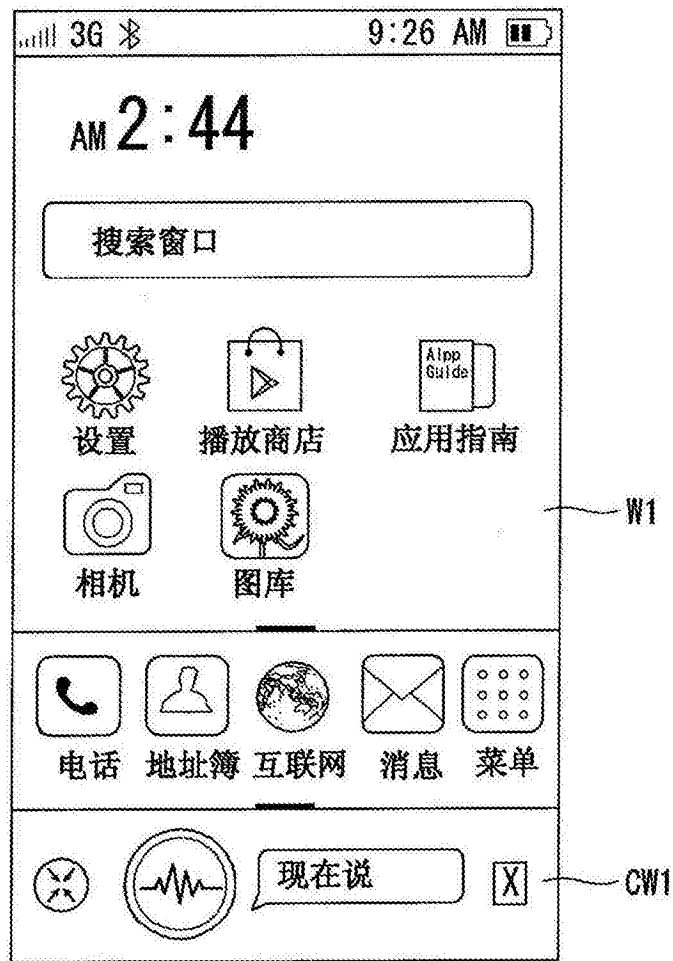 3G 9:26 AM
AM 2:44
搜索窗口
Alpp
Guide
设置 播放商店 应用指南
W1
相机 图库
电话 地址簿 互联网 消息 菜单
现在说 X CW1